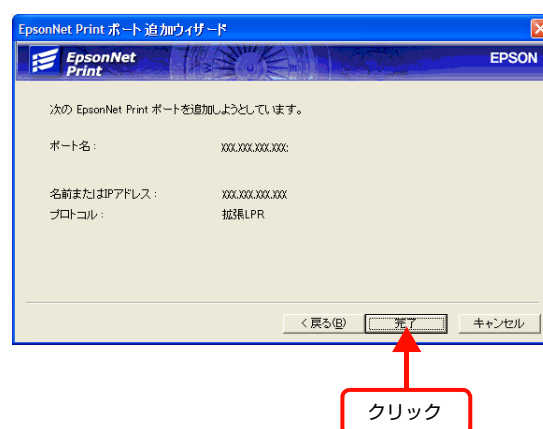 EpsonNet Print ポート追加ウィザード
EpsonNet
Print
EPSON
次の EpsonNet Print ポートを追加しようとしています。
ポート名:
XXX.XXX.XXX.XXX:
名前またはIPアドレス:
XXX.XXX.XXX.XXX
プロトコル:
拡張LPR
< 戻る(B)
完了
キャンセル
クリック